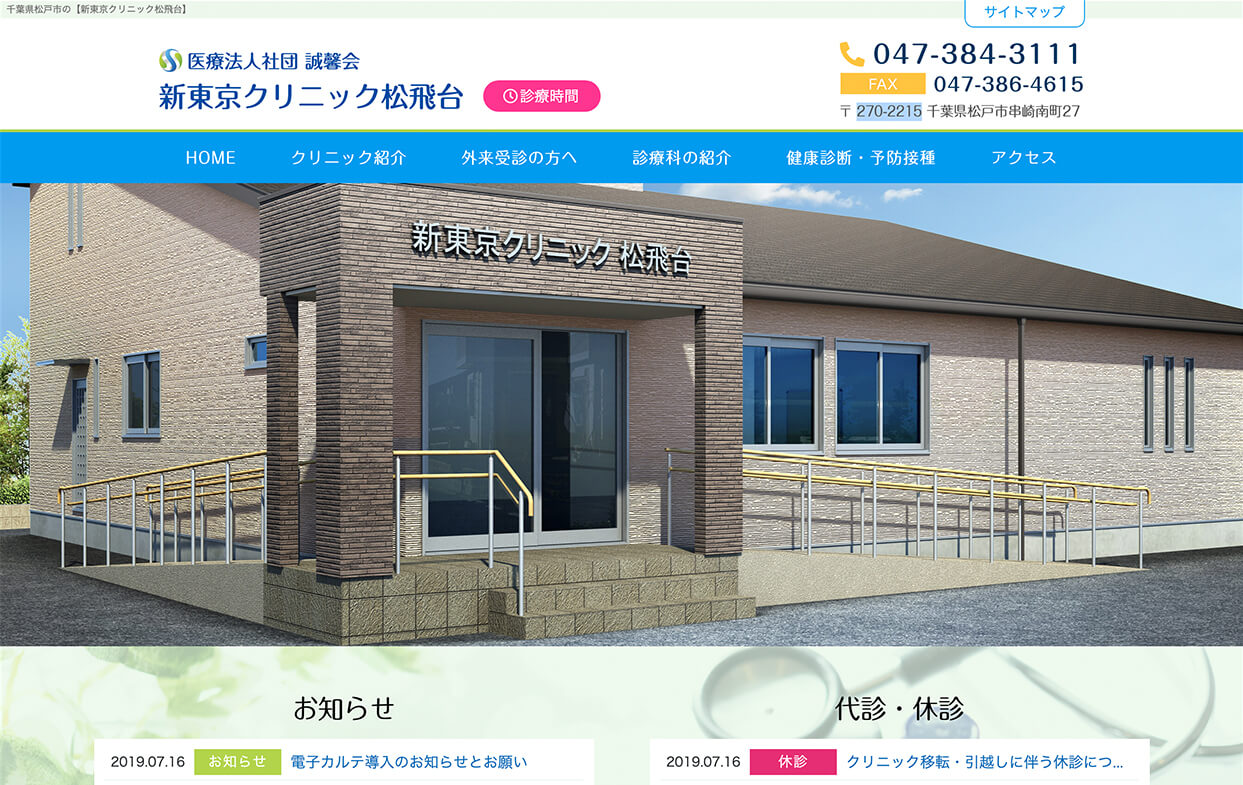 千葉県松戸市の【新東京クリニック松飛台】
サイトマップ
医療法人社団 誠馨会
新東京クリニック松飛台
診療時間
047-384-3111
FAX 047-386-4615
〒 270-2215 千葉県松戸市串崎南町27
HOME クリニック紹介 外来受診の方へ 診療科の紹介 健康診断・予防接種 アクセス
新東京クリニック 松飛台
お知らせ
2019.07.16 お知らせ 電子カルテ導入のお知らせとお願い
代診・休診
2019.07.16 休診 クリニック移転・引越しに伴う休診につ...